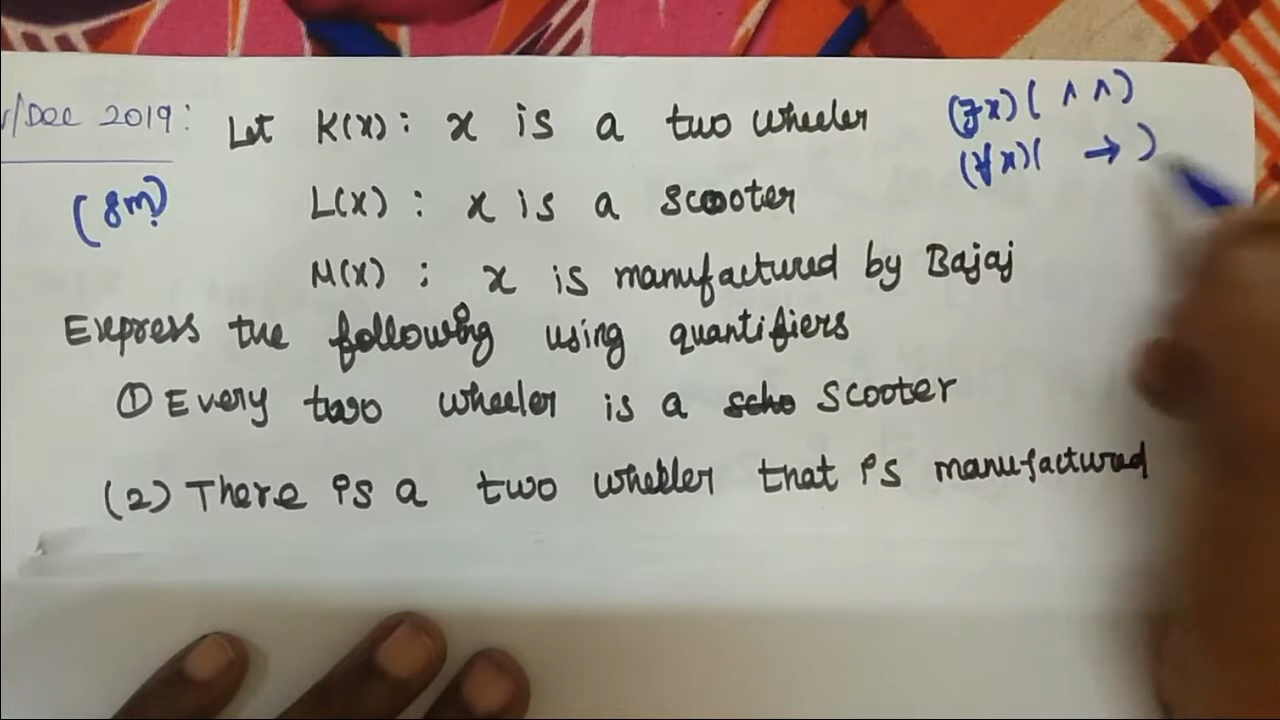 /Dec 2019: Let K(x): x is a two wheeler (∃x)( ∧ ∧)
(8m) L(x) : x is a scooter (∀x)( → )
M(x) : x is manufactured by Bajaj
Express the following using quantifiers
① Every two wheeler is a scho scooter
(2) There is a two wheeler that is manufactured